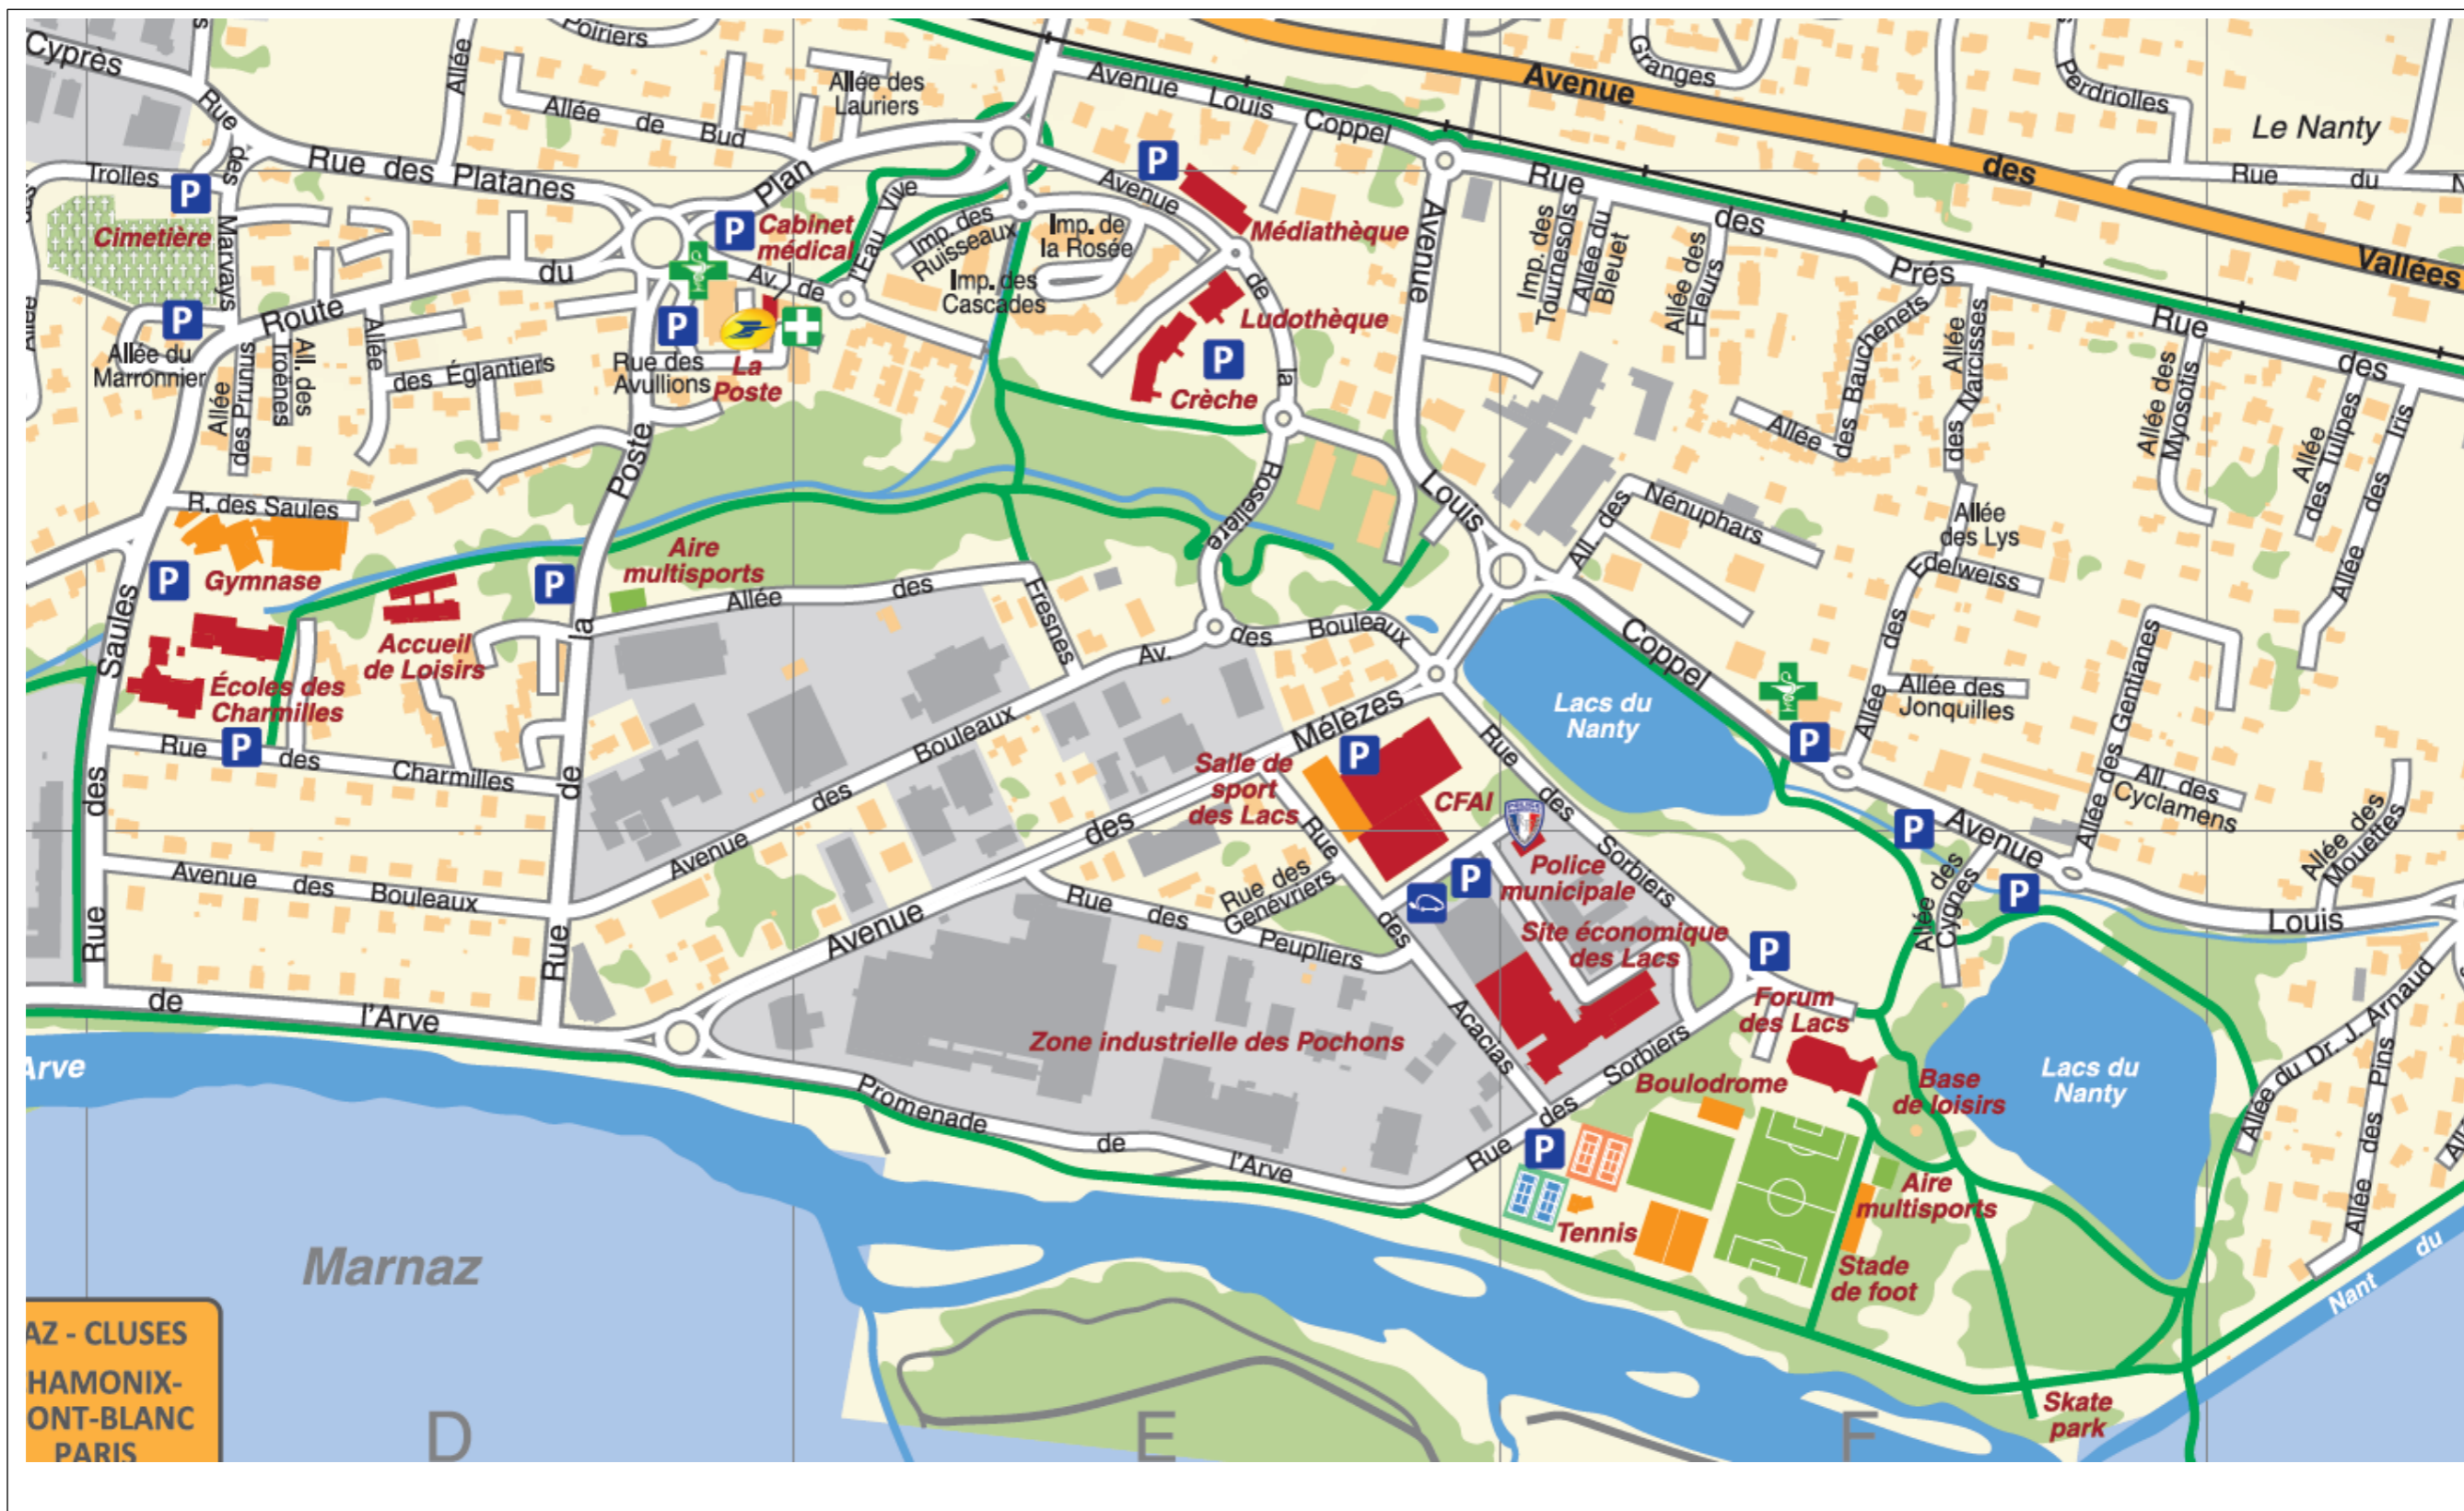 Cyprès
Poiriers
Allée
Allée des
Lauriers
Allée de Bud
Avenue Louis Coppel
Granges
Avenue des Vallées
Perdriolles
Le Nanty
Rue du
Rue des Marvays
Trolles
P
Cimetière
Rue des Platanes
Plan
P
Cabinet
médical
l'Eau Vive
Avenue de la Roselière
P
Médiathèque
Imp. des
Ruisseaux
Imp. de
la Rosée
Imp. des
Cascades
Ludothèque
P
Crèche
Avenue Louis Coppel
Rue des Prés
Rue des
Imp. des
Tournesols
Allée du
Bleuet
Allée des
Fleurs
Allée des Bauchenets
Allée
des Narcisses
Allée des
Myosotis
Allée
des Tulipes
Allée des Iris
P
Allée du
Marronnier
Route du
Allée
des Prunus
All. des
Troënes
Allée
des Églantiers
Av. de
P
Rue des
Avullions
La
Poste
R. des Saules
P
Gymnase
Accueil
de Loisirs
P
Écoles des
Charmilles
P
Rue des Charmilles
Rue des Saules
Rue de la Poste
Aire
multisports
Allée des Fresnes
Av. des Bouleaux
Avenue des Bouleaux
Avenue des Bouleaux
Avenue des Mélèzes
All. des Nénuphars
Allée
des Lys
Allée des Edelweiss
Allée des
Jonquilles
Allée des Gentianes
All. des
Cyclamens
Allée des
Mouettes
Lacs du
Nanty
P
P
P
Allée des
Cygnes
Avenue Louis
Salle de
sport
des Lacs
P
CFAI
Rue des Sorbiers
Police
municipale
P
Rue des
Genévriers
Rue des Peupliers
Rue des Acacias
Site économique
des Lacs
P
Forum
des Lacs
Zone industrielle des Pochons
Rue des Sorbiers
Boulodrome
Base
de loisirs
Lacs du
Nanty
Allée du Dr. J. Arnaud
Allée des Pins
de l'Arve
Promenade de l'Arve
Arve
P
Tennis
Aire
multisports
Stade
de foot
Skate
park
Nant du
Marnaz
AZ - CLUSES
HAMONIX-
ONT-BLANC
PARIS
D
E
F